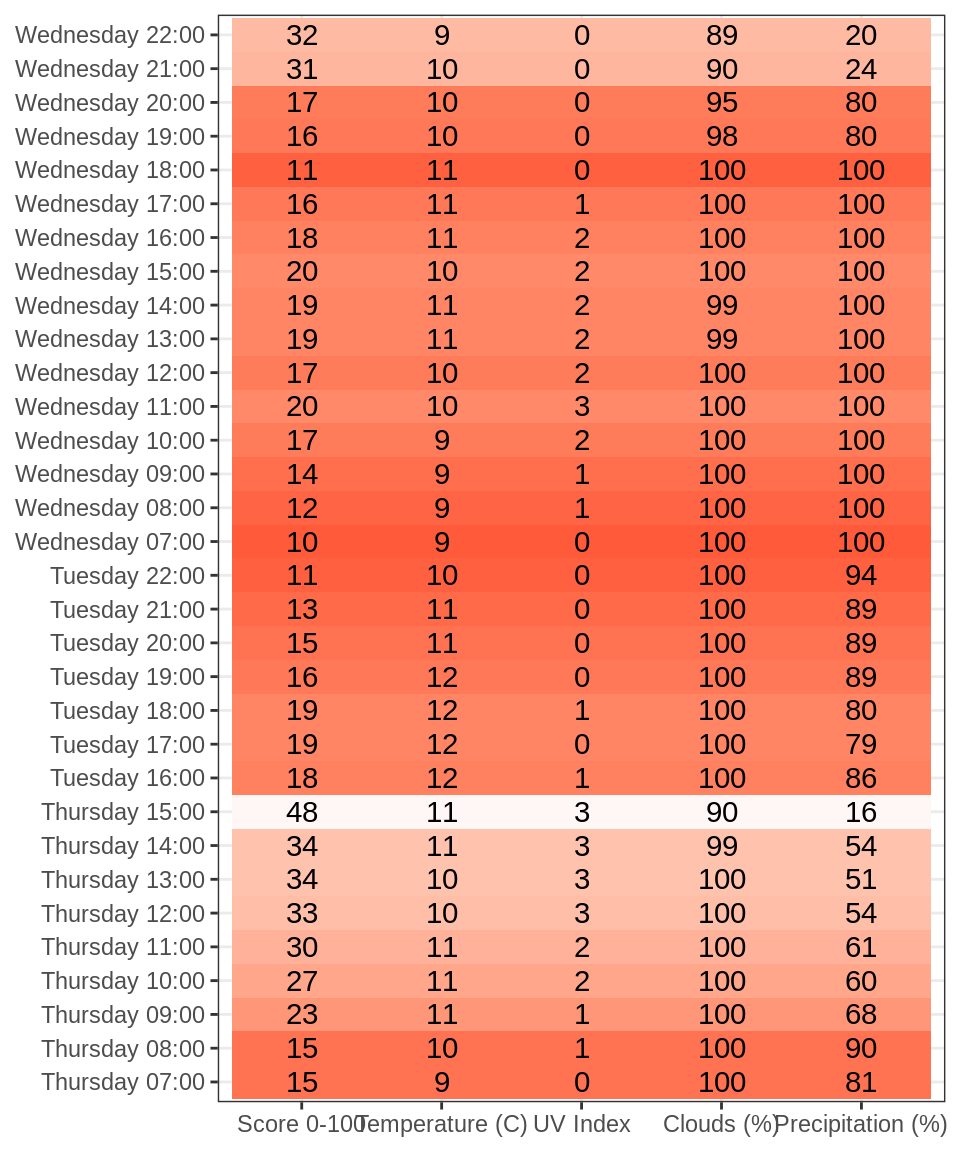 Wednesday 22:00 32 9 0 89 20
Wednesday 21:00 31 10 0 90 24
Wednesday 20:00 17 10 0 95 80
Wednesday 19:00 16 10 0 98 80
Wednesday 18:00 11 11 0 100 100
Wednesday 17:00 16 11 1 100 100
Wednesday 16:00 18 11 2 100 100
Wednesday 15:00 20 10 2 100 100
Wednesday 14:00 19 11 2 99 100
Wednesday 13:00 19 11 2 99 100
Wednesday 12:00 17 10 2 100 100
Wednesday 11:00 20 10 3 100 100
Wednesday 10:00 17 9 2 100 100
Wednesday 09:00 14 9 1 100 100
Wednesday 08:00 12 9 1 100 100
Wednesday 07:00 10 9 0 100 100
Tuesday 22:00 11 10 0 100 94
Tuesday 21:00 13 11 0 100 89
Tuesday 20:00 15 11 0 100 89
Tuesday 19:00 16 12 0 100 89
Tuesday 18:00 19 12 1 100 80
Tuesday 17:00 19 12 0 100 79
Tuesday 16:00 18 12 1 100 86
Thursday 15:00 48 11 3 90 16
Thursday 14:00 34 11 3 99 54
Thursday 13:00 34 10 3 100 51
Thursday 12:00 33 10 3 100 54
Thursday 11:00 30 11 2 100 61
Thursday 10:00 27 11 2 100 60
Thursday 09:00 23 11 1 100 68
Thursday 08:00 15 10 1 100 90
Thursday 07:00 15 9 0 100 81
Score 0-100 Temperature (C) UV Index Clouds (%) Precipitation (%)